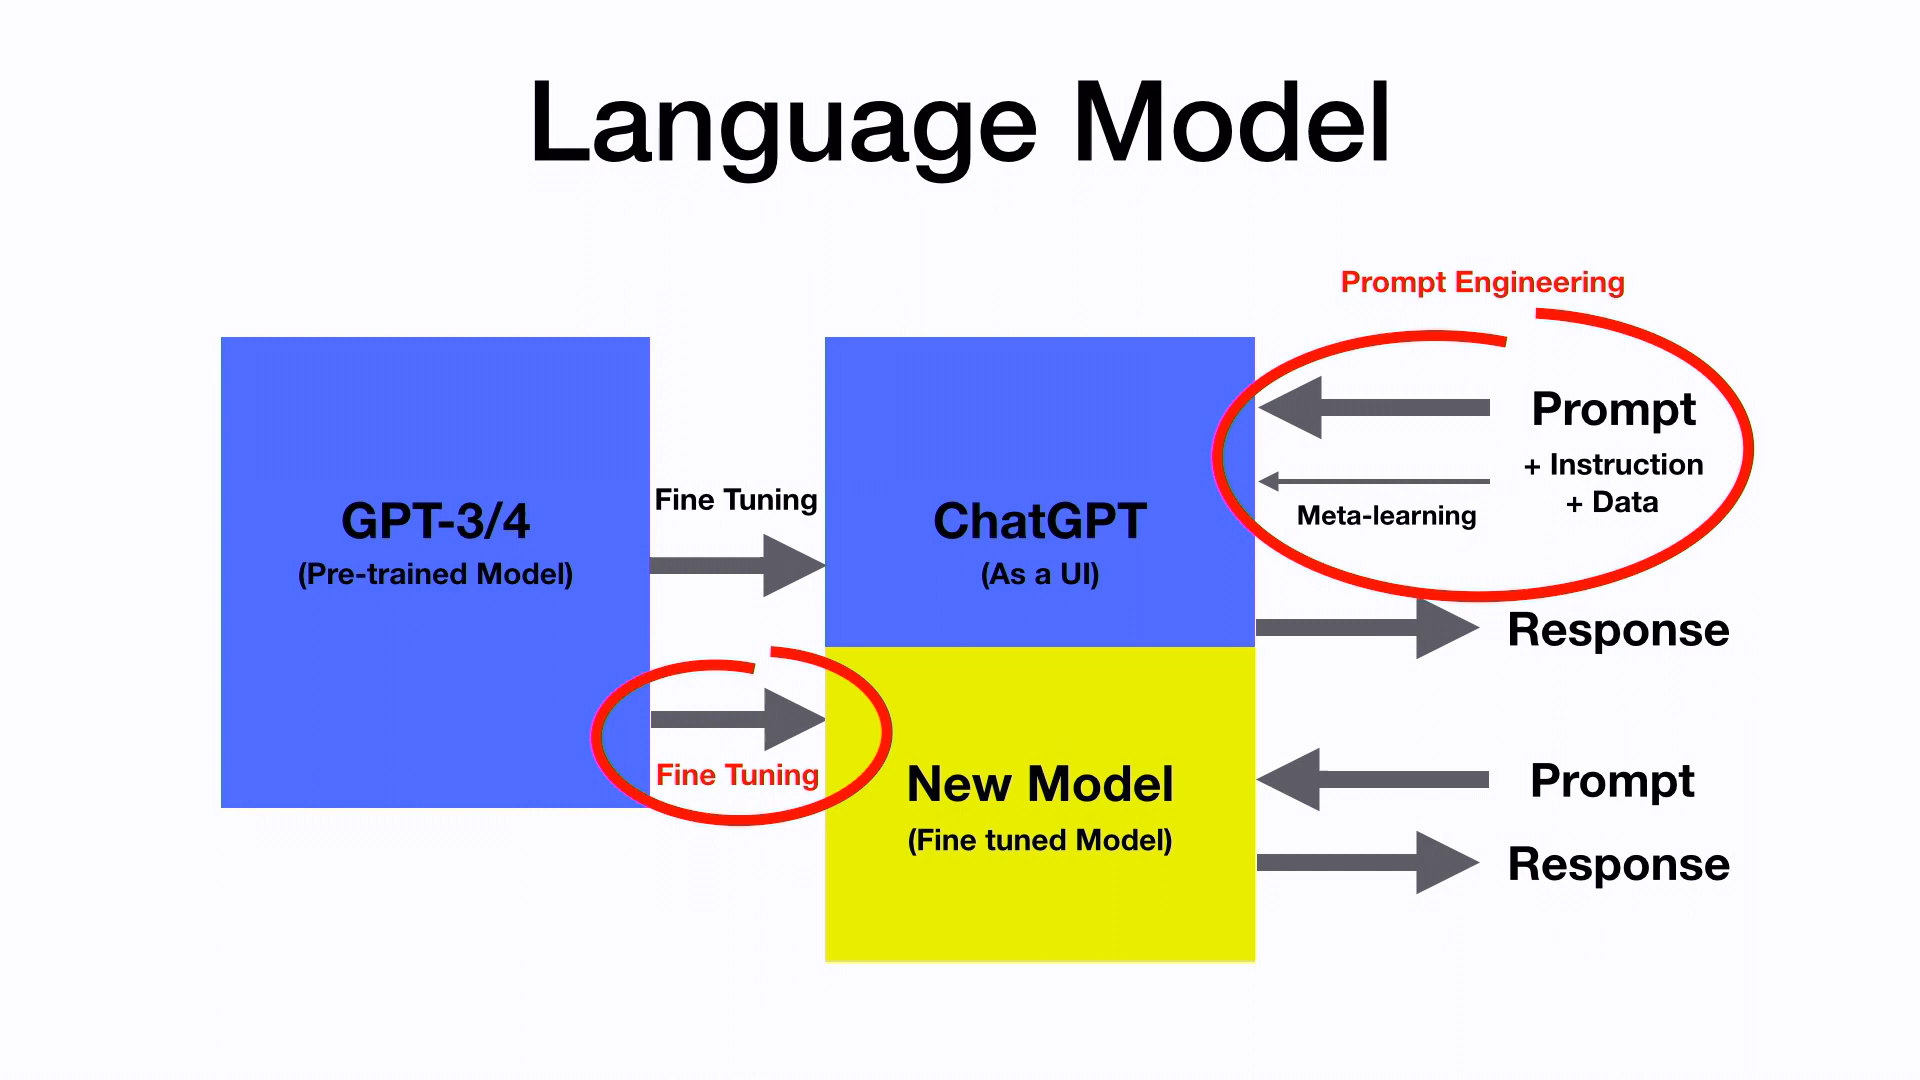 Language Model
Prompt Engineering
GPT-3/4
(Pre-trained Model)
Fine Tuning
Fine Tuning
ChatGPT
(As a UI)
New Model
(Fine tuned Model)
Prompt
+ Instruction
+ Data
Meta-learning
Response
Prompt
Response